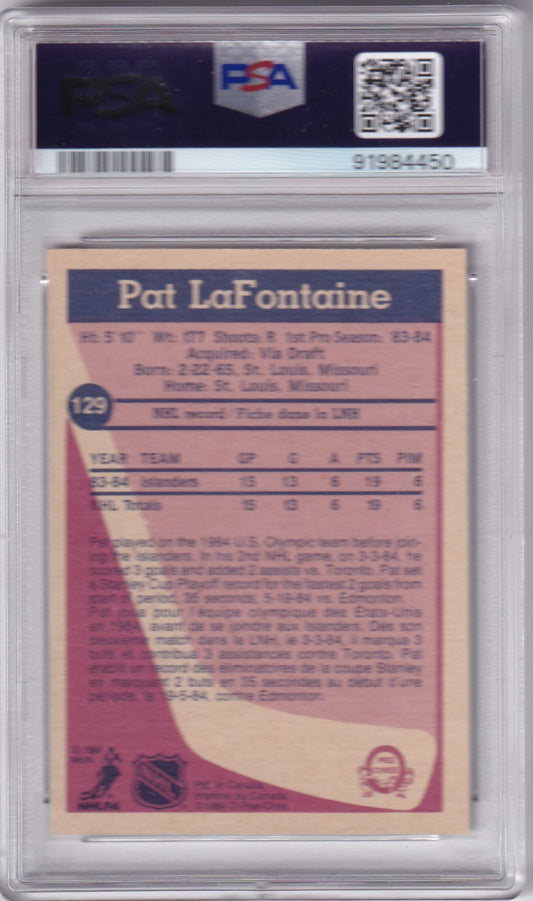 PSA
PSA
91984450
Pat LaFontaine
Ht: 5'10" Wt: 177 Shoots: R 1st Pro Season: '83-84
Acquired: Via Draft
Born: 2-22-65, St. Louis, Missouri
Home: St. Louis, Missouri
129
NHL record/Fiche dans la LNH
YEAR TEAM GP G A PTS PIM
83-84 Islanders 15 13 6 19 6
NHL Totals 15 13 6 19 6
Pat played on the 1984 U.S. Olympic team before join-
ing the Islanders. In his 2nd NHL game, on 3-3-84, he
scored 3 goals and added 2 assists vs. Toronto. Pat set
a Stanley Cup Playoff record for the fastest 2 goals from
start of period, 35 seconds, 5-19-84 vs. Edmonton.
Pat joua pour l'équipe olympique des Etats-Unis
en 1984 avant de se joindre aux Islanders. Dès son
deuxième match dans la LNH, le 3-3-84, il marqua 3
buts et contribua 3 assistances contre Toronto. Pat
établit un record des éliminatoires de la coupe Stanley
en marquant 2 buts en 35 secondes au début d'une
période, le 19-5-84, contre Edmonton.
© 1984
NHLPA
NHL
Ptd. in Canada
Imprimé au Canada
©1984 O-Pee-Chee